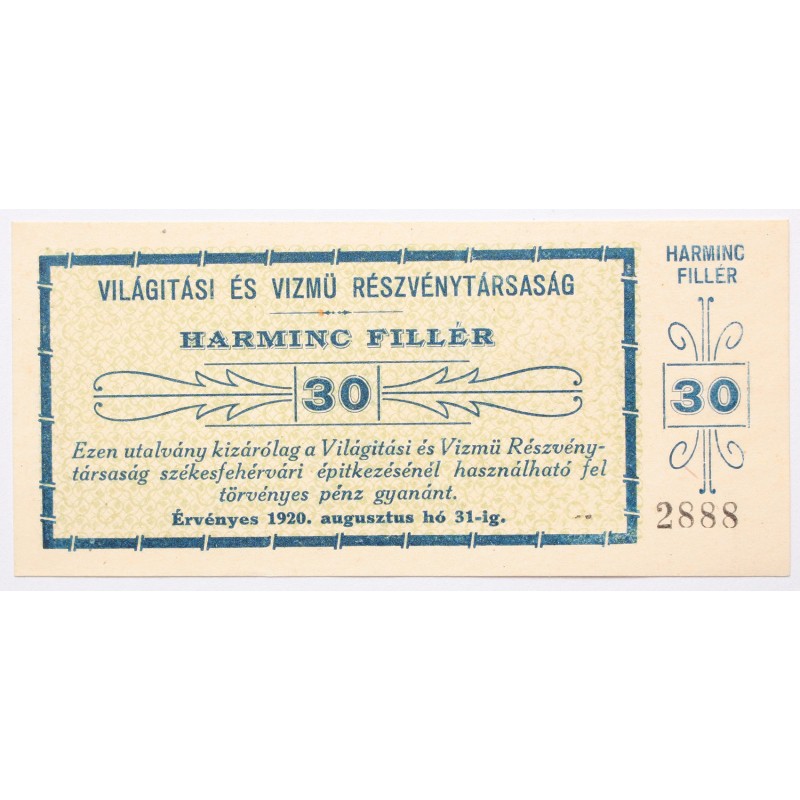 VILÁGITÁSI ÉS VIZMÜ RÉSZVÉNYTÁRSASÁG
HARMINC FILLÉR
30
Ezen utalvány kizárólag a Világitási és Vizmü Részvény-
társaság székesfehérvári épitkezésénél használható fel
törvényes pénz gyanánt.
Érvényes 1920. augusztus hó 31-ig.
HARMINC
FILLÉR
30
2888